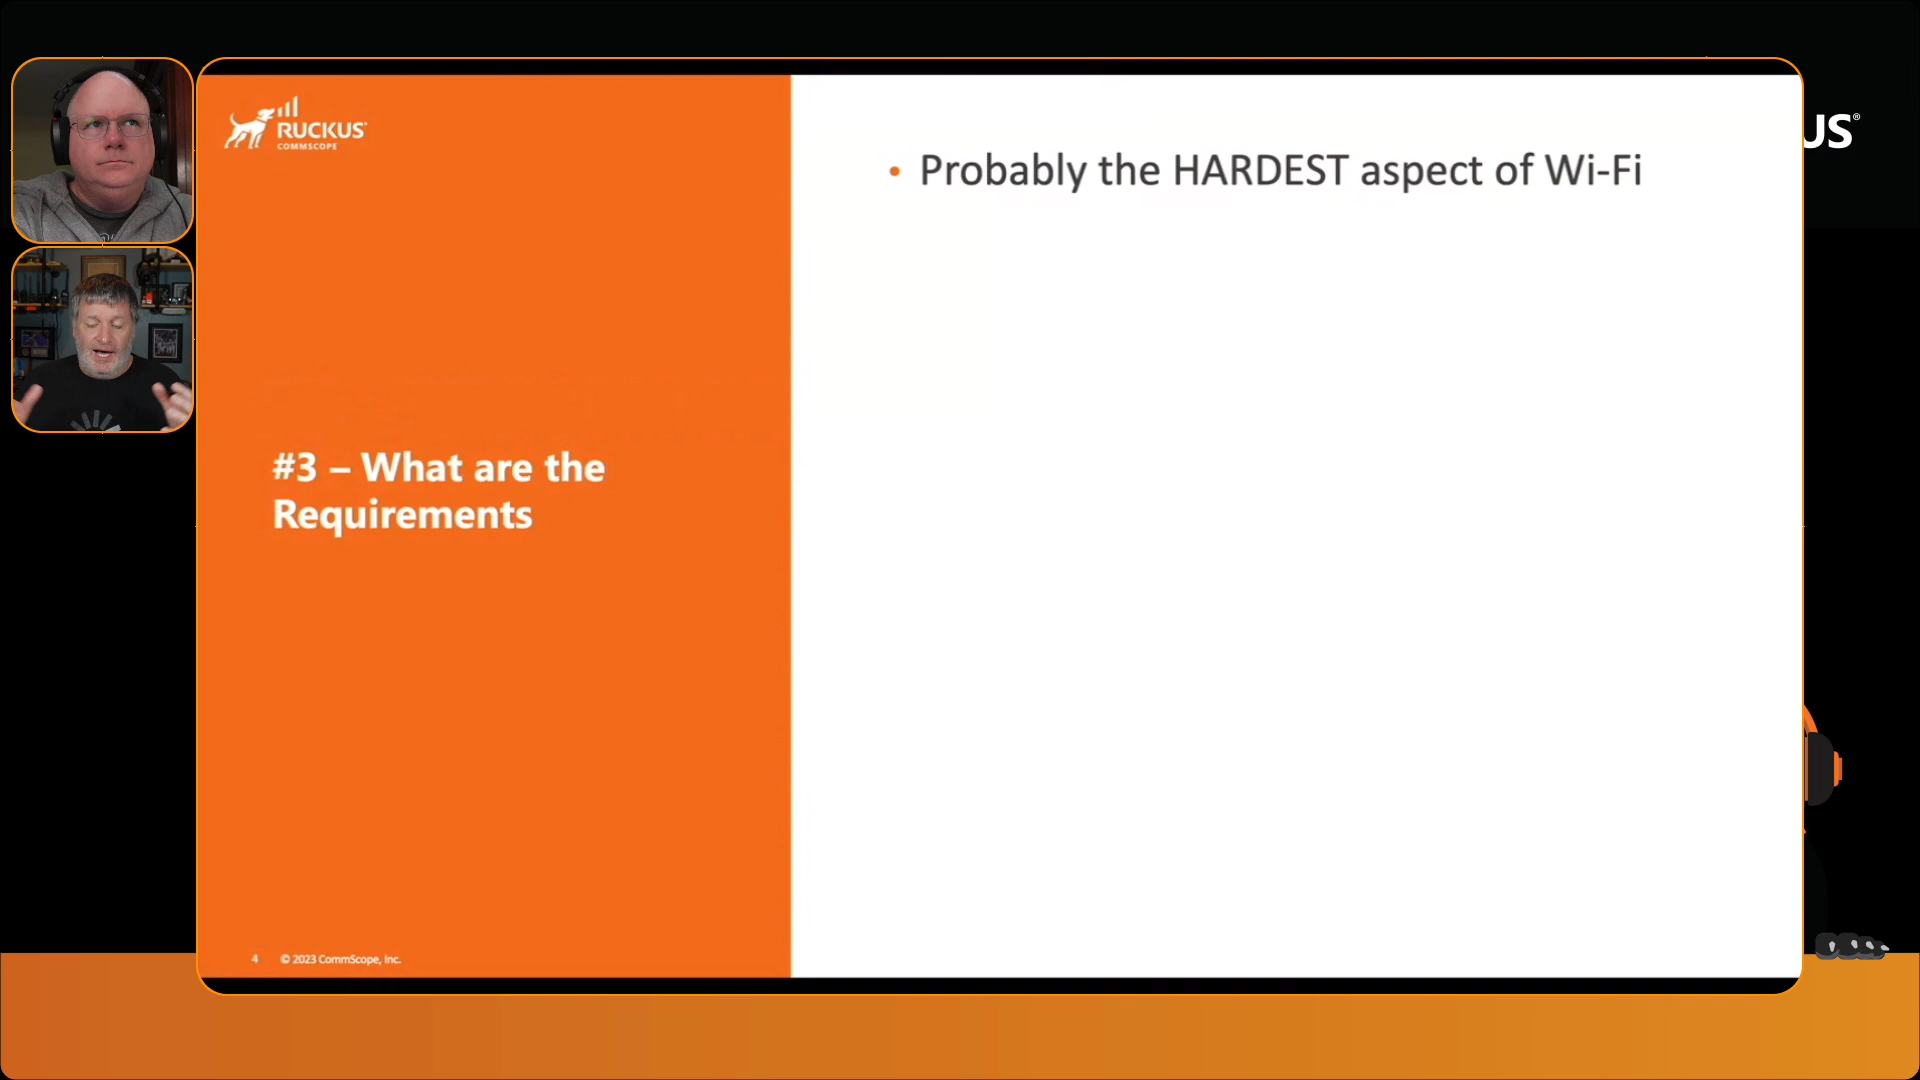 RUCKUS
COMMSCOPE
#3 – What are the
Requirements
• Probably the HARDEST aspect of Wi-Fi
4 © 2023 CommScope, Inc.
US®